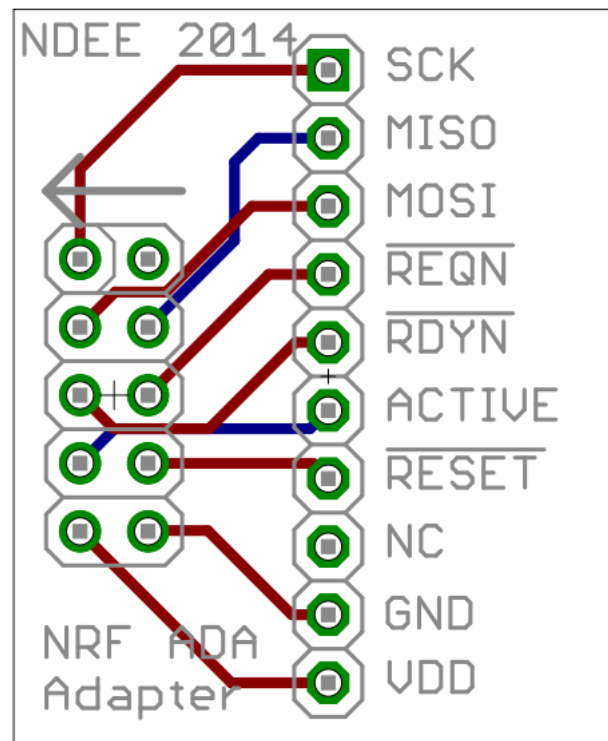 NDEE 2014
SCK
MISO
MOSI
REQN
RDYN
ACTIVE
RESET
NC
GND
VDD
NRF ADA
Adapter